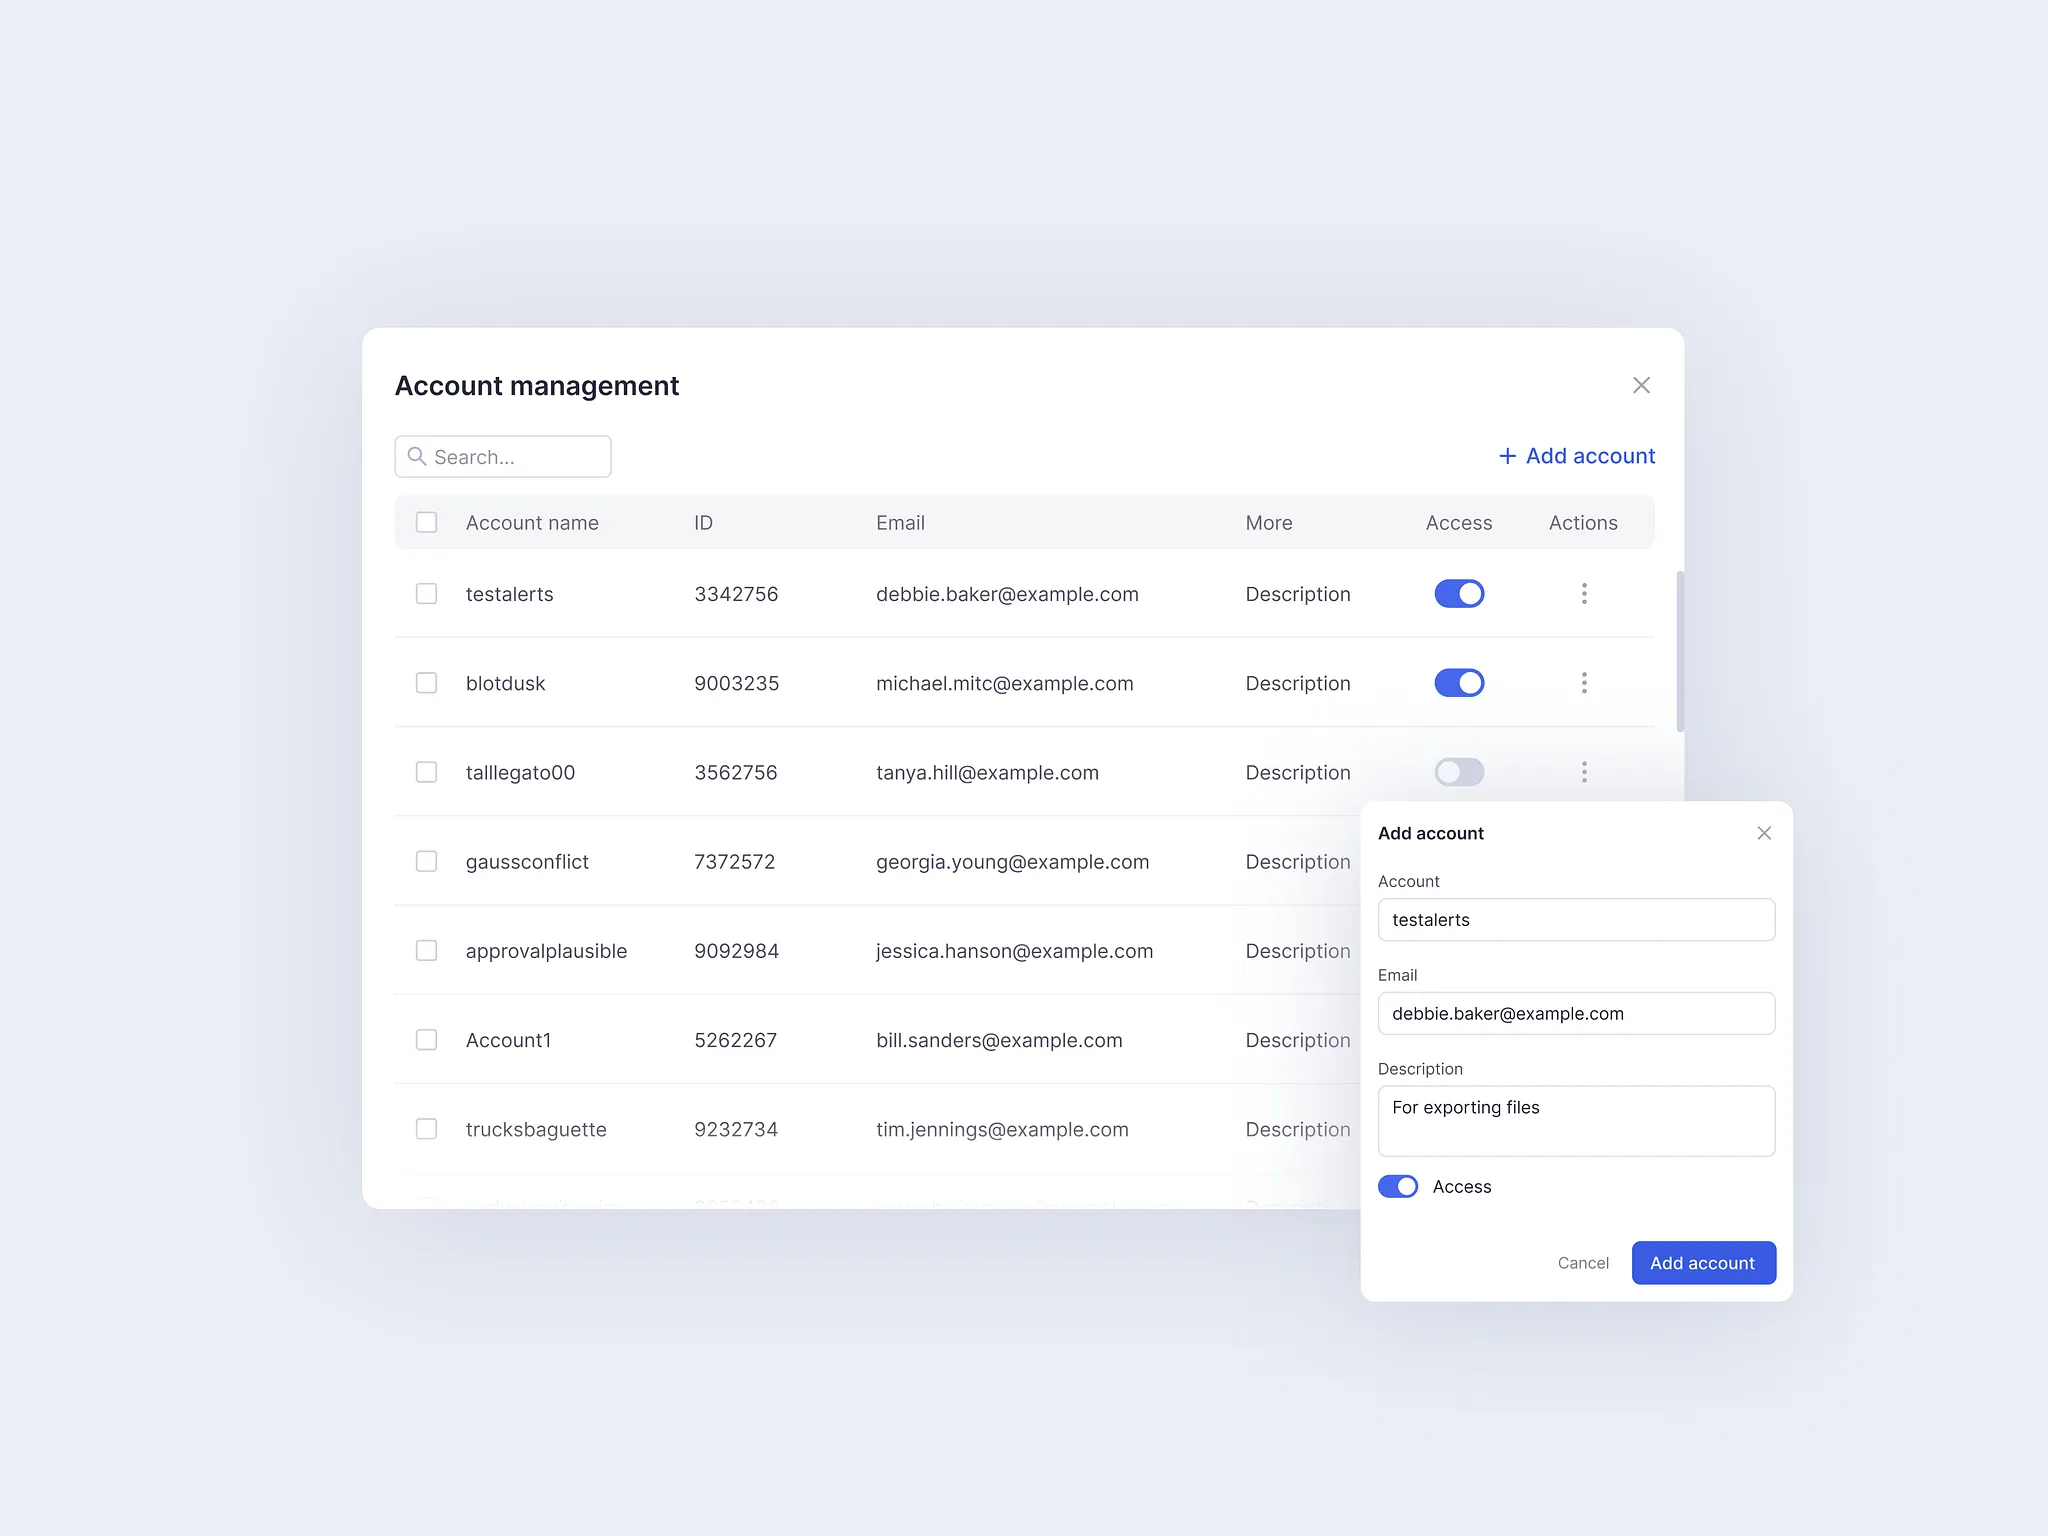 Account management
Search...
+ Add account
Account name ID Email More Access Actions
testalerts 3342756 debbie.baker@example.com Description
blotdusk 9003235 michael.mitc@example.com Description
talllegato00 3562756 tanya.hill@example.com Description
gaussconflict 7372572 georgia.young@example.com Description
approvalplausible 9092984 jessica.hanson@example.com Description
Account1 5262267 bill.sanders@example.com Description
trucksbaguette 9232734 tim.jennings@example.com Description
Add account
Account
testalerts
Email
debbie.baker@example.com
Description
For exporting files
Access
Cancel Add account